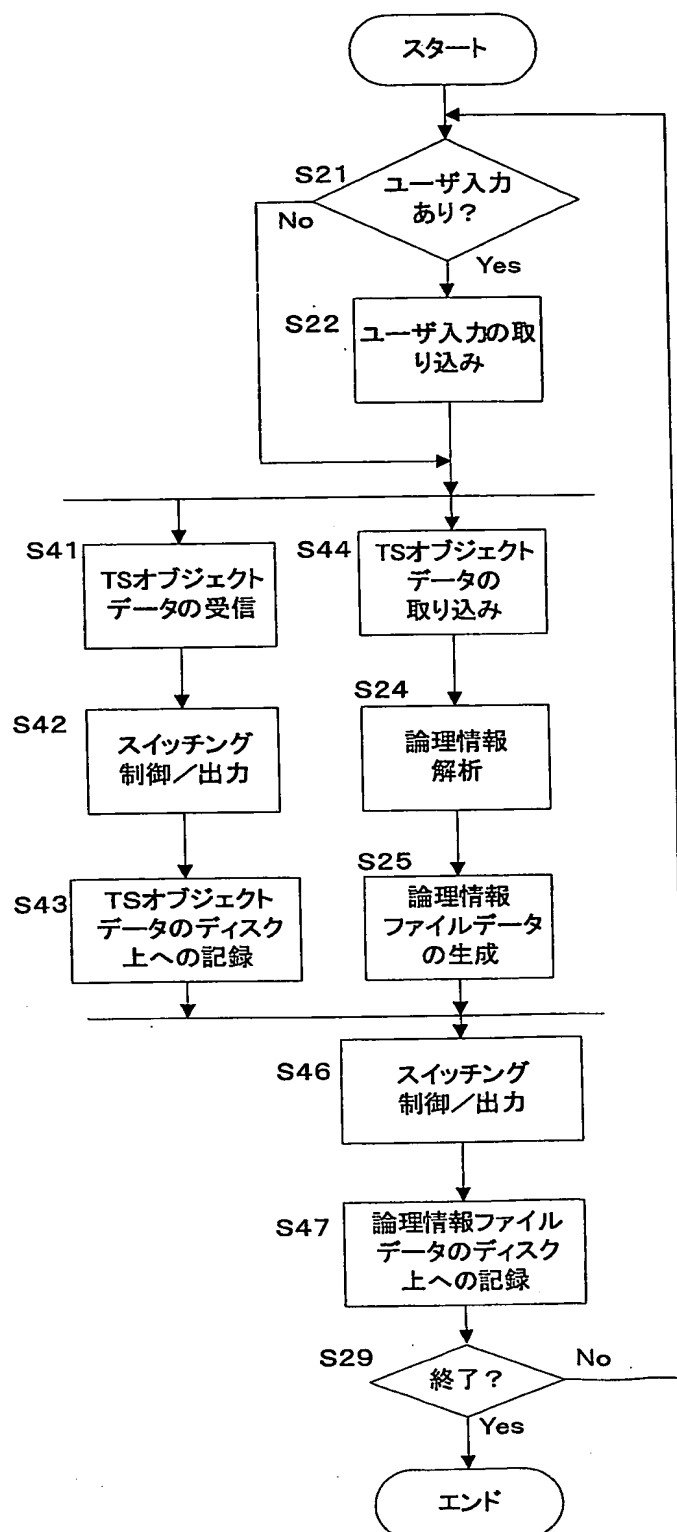 スタート
S21
ユーザ入力
あり?
No
Yes
S22
ユーザ入力の取
り込み
S41
TSオブジェクト
データの受信
S44
TSオブジェクト
データの
取り込み
S42
スイッチング
制御/出力
S24
論理情報
解析
S43
TSオブジェクト
データのディスク
上への記録
S25
論理情報
ファイルデータ
の生成
S46
スイッチング
制御/出力
S47
論理情報ファイル
データのディスク
上への記録
S29
終了?
No
Yes
エンド